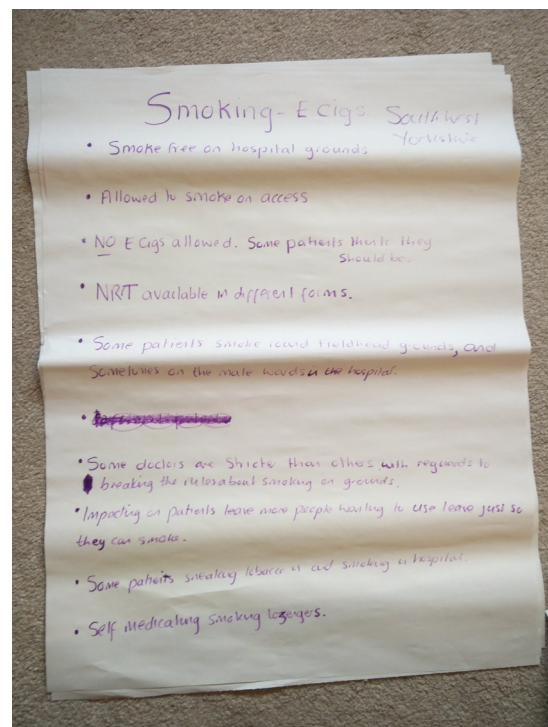 Smoking - E cigs South West
Yorkshire
• Smoke free on hospital grounds
• Allowed to smoke on access
• NO E cigs allowed. Some patients think they
should be.
• NRT available in different forms.
• Some patients smoke round Fieldhead grounds, and
sometimes on the male wards in the hospital.
•
• Some doctors are stricter than others with regards to
breaking the rules about smoking on grounds.
• Impacting on patients leave more people wanting to use leave just so
they can smoke.
• Some patients sneaking tobacco in and smoking in hospital.
• Self medicating smoking lozengers.